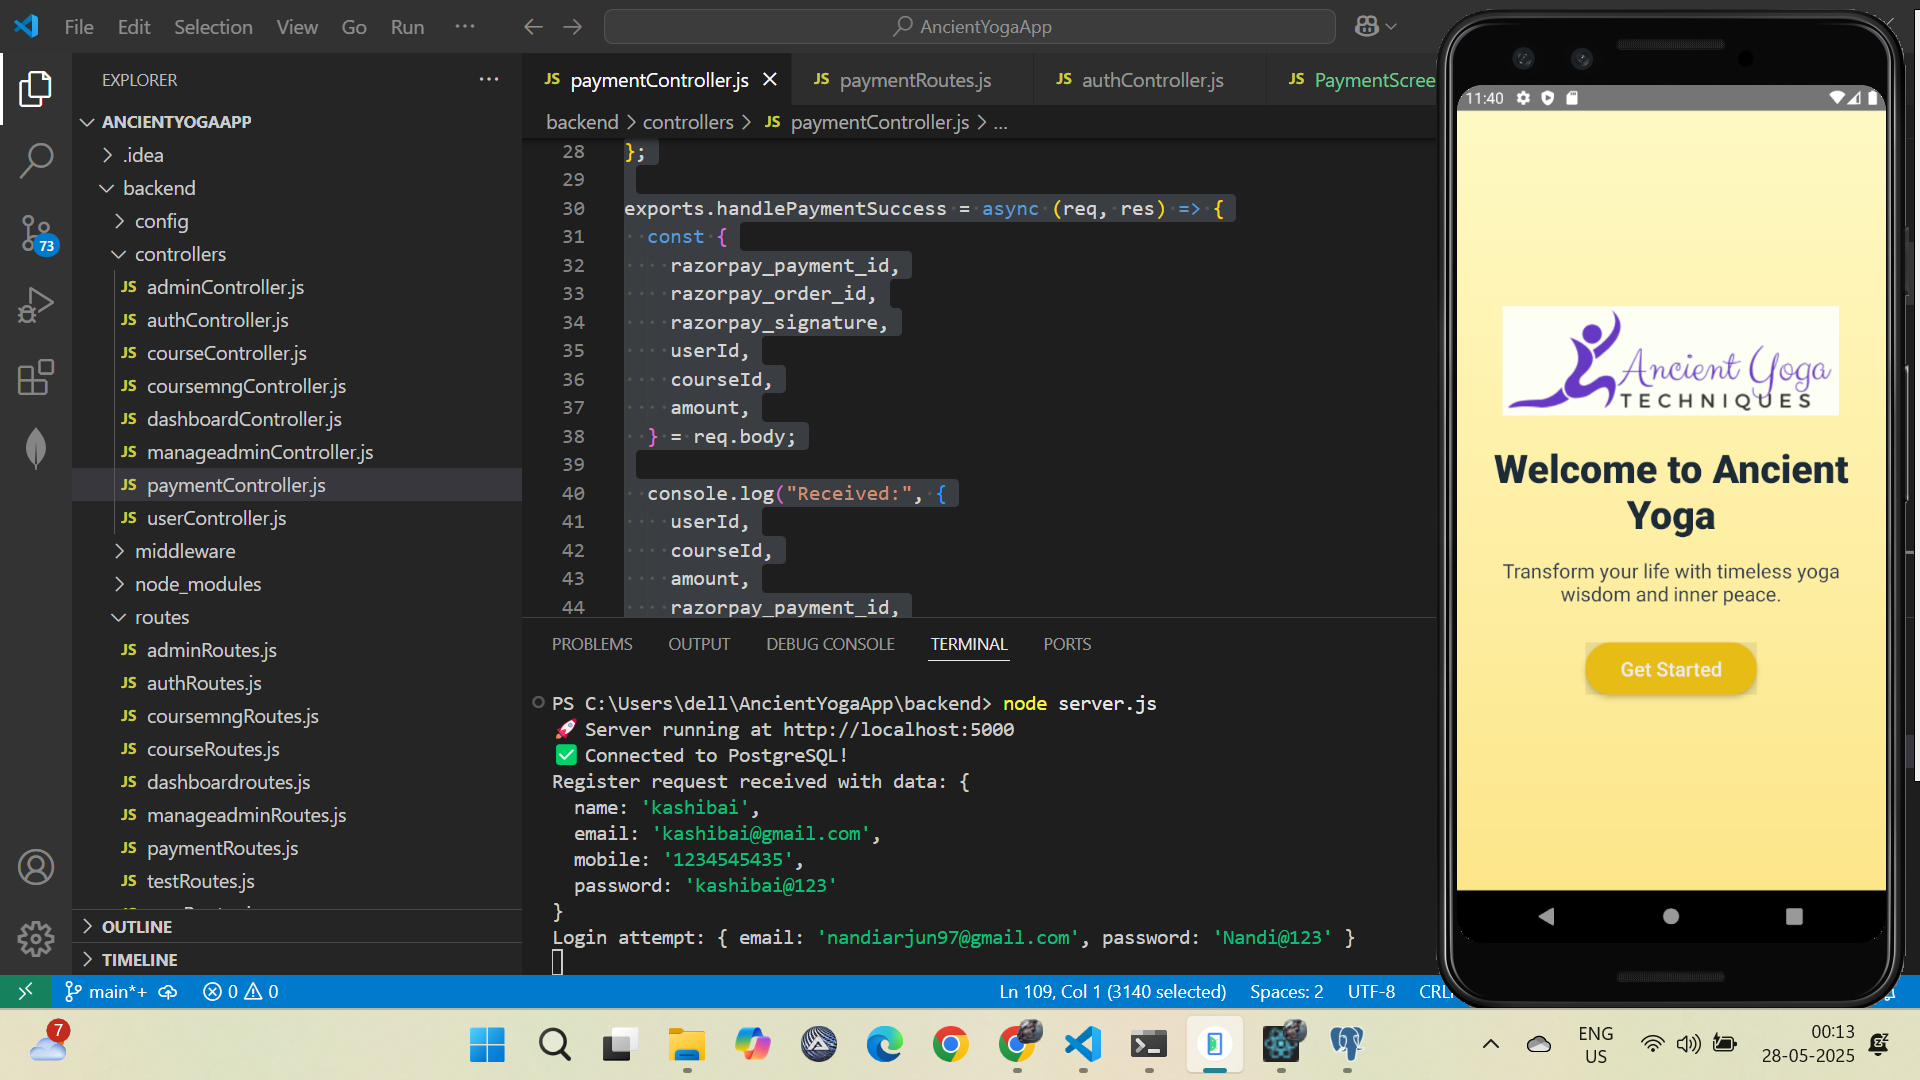 File Edit Selection View Go Run ···
AncientYogaApp
EXPLORER ···
ANCIENTYOGAAPP
.idea
backend
config
controllers
JS adminController.js
JS authController.js
JS courseController.js
JS coursemngController.js
JS dashboardController.js
JS manageadminController.js
JS paymentController.js
JS userController.js
middleware
node_modules
routes
JS adminRoutes.js
JS authRoutes.js
JS coursemngRoutes.js
JS courseRoutes.js
JS dashboardroutes.js
JS manageadminRoutes.js
JS paymentRoutes.js
JS testRoutes.js
OUTLINE
TIMELINE
73
JS paymentController.js JS paymentRoutes.js JS authController.js JS PaymentScree
backend > controllers > JS paymentController.js > ...
28 };
29
30 exports.handlePaymentSuccess = async (req, res) => {
31 const {
32 razorpay_payment_id,
33 razorpay_order_id,
34 razorpay_signature,
35 userId,
36 courseId,
37 amount,
38 } = req.body;
39
40 console.log("Received:", {
41 userId,
42 courseId,
43 amount,
44 razorpay_payment_id,
PROBLEMS OUTPUT DEBUG CONSOLE TERMINAL PORTS
PS C:\Users\dell\AncientYogaApp\backend> node server.js
🚀 Server running at http://localhost:5000
✅ Connected to PostgreSQL!
Register request received with data: {
name: 'kashibai',
email: 'kashibai@gmail.com',
mobile: '1234545435',
password: 'kashibai@123'
}
Login attempt: { email: 'nandiarjun97@gmail.com', password: 'Nandi@123' }
main*+ 0 0 Ln 109, Col 1 (3140 selected) Spaces: 2 UTF-8
11:40
Ancient Yoga
TECHNIQUES
Welcome to Ancient
Yoga
Transform your life with timeless yoga
wisdom and inner peace.
Get Started
7
ENG
US
00:13
28-05-2025